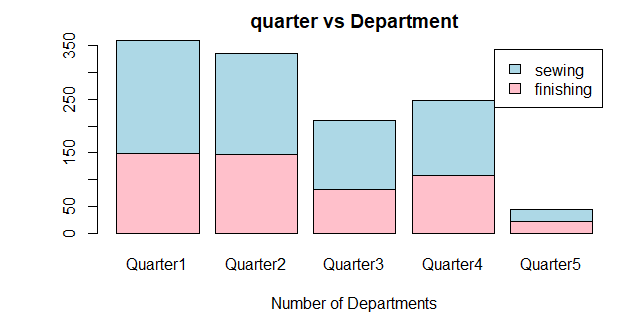 quarter vs Department
350
250
150
50
0
sewing
finishing
Quarter1 Quarter2 Quarter3 Quarter4 Quarter5
Number of Departments